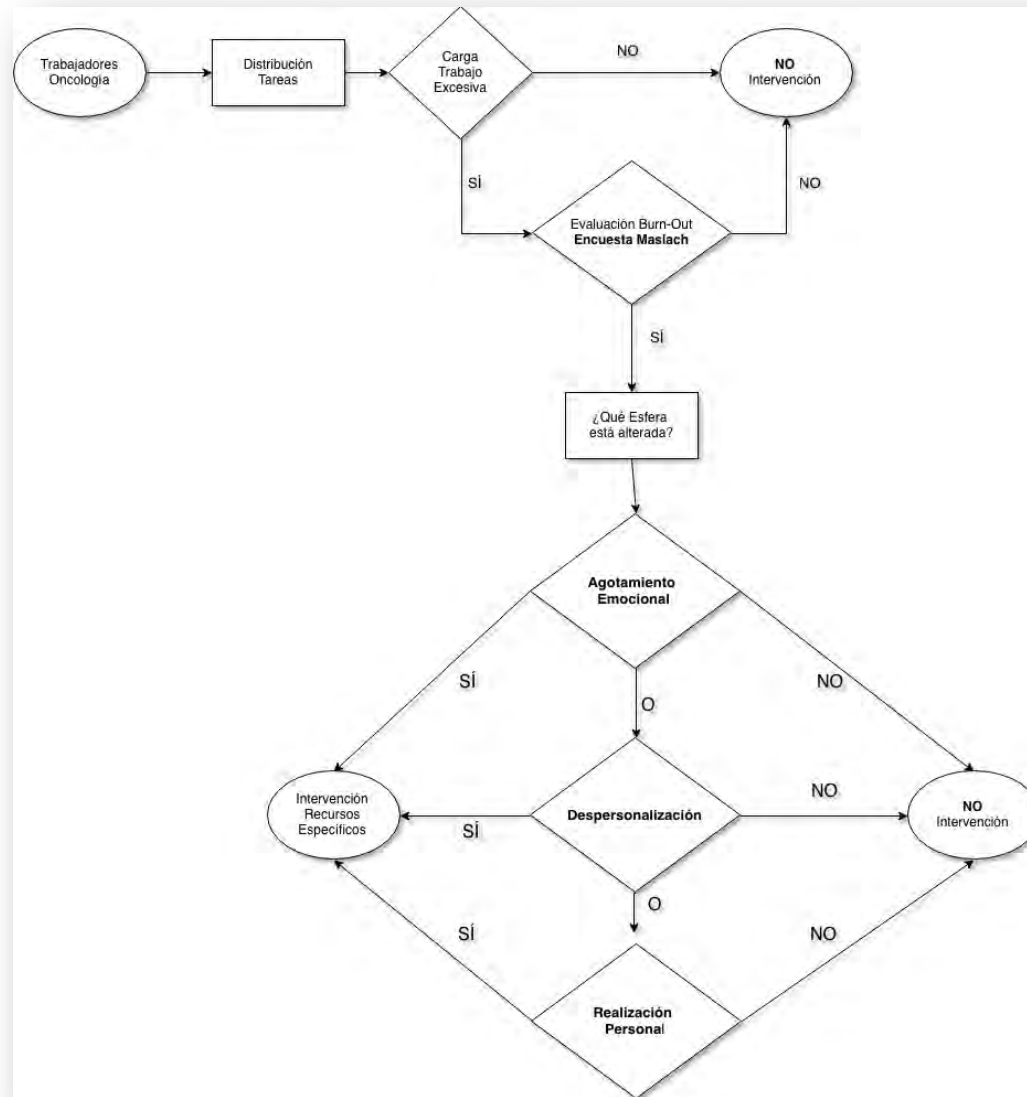 Trabajadores
Oncología
Distribución
Tareas
Carga
Trabajo
Excesiva
NO
NO
Intervención
SÍ
Evaluación Burn-Out
Encuesta Maslach
NO
SÍ
¿Qué Esfera
está alterada?
Agotamiento
Emocional
SÍ
NO
O
Intervención
Recursos
Específicos
SÍ
Despersonalización
NO
NO
Intervención
O
SÍ
NO
Realización
Personal